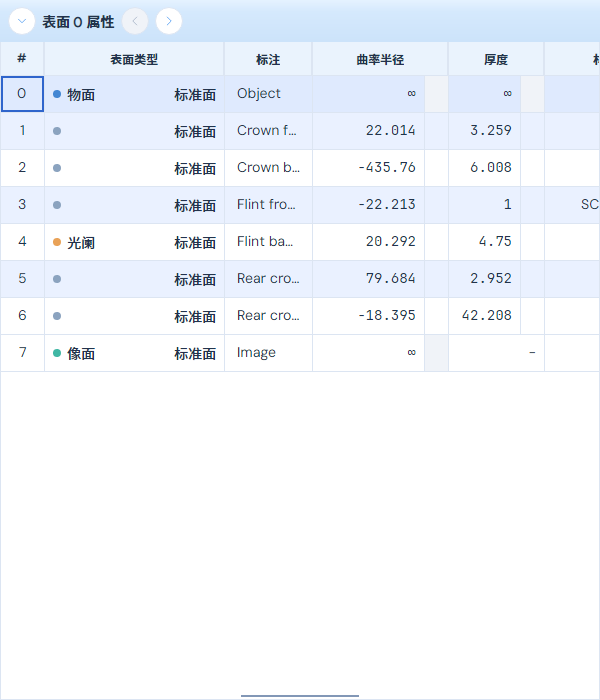 表面 0 属性
# 表面类型 标注 曲率半径 厚度
0 物面 标准面 Object ∞ ∞
1 标准面 Crown f... 22.014 3.259
2 标准面 Crown b... -435.76 6.008
3 标准面 Flint fro... -22.213 1 SC
4 光阑 标准面 Flint ba... 20.292 4.75
5 标准面 Rear cro... 79.684 2.952
6 标准面 Rear cro... -18.395 42.208
7 像面 标准面 Image ∞ -